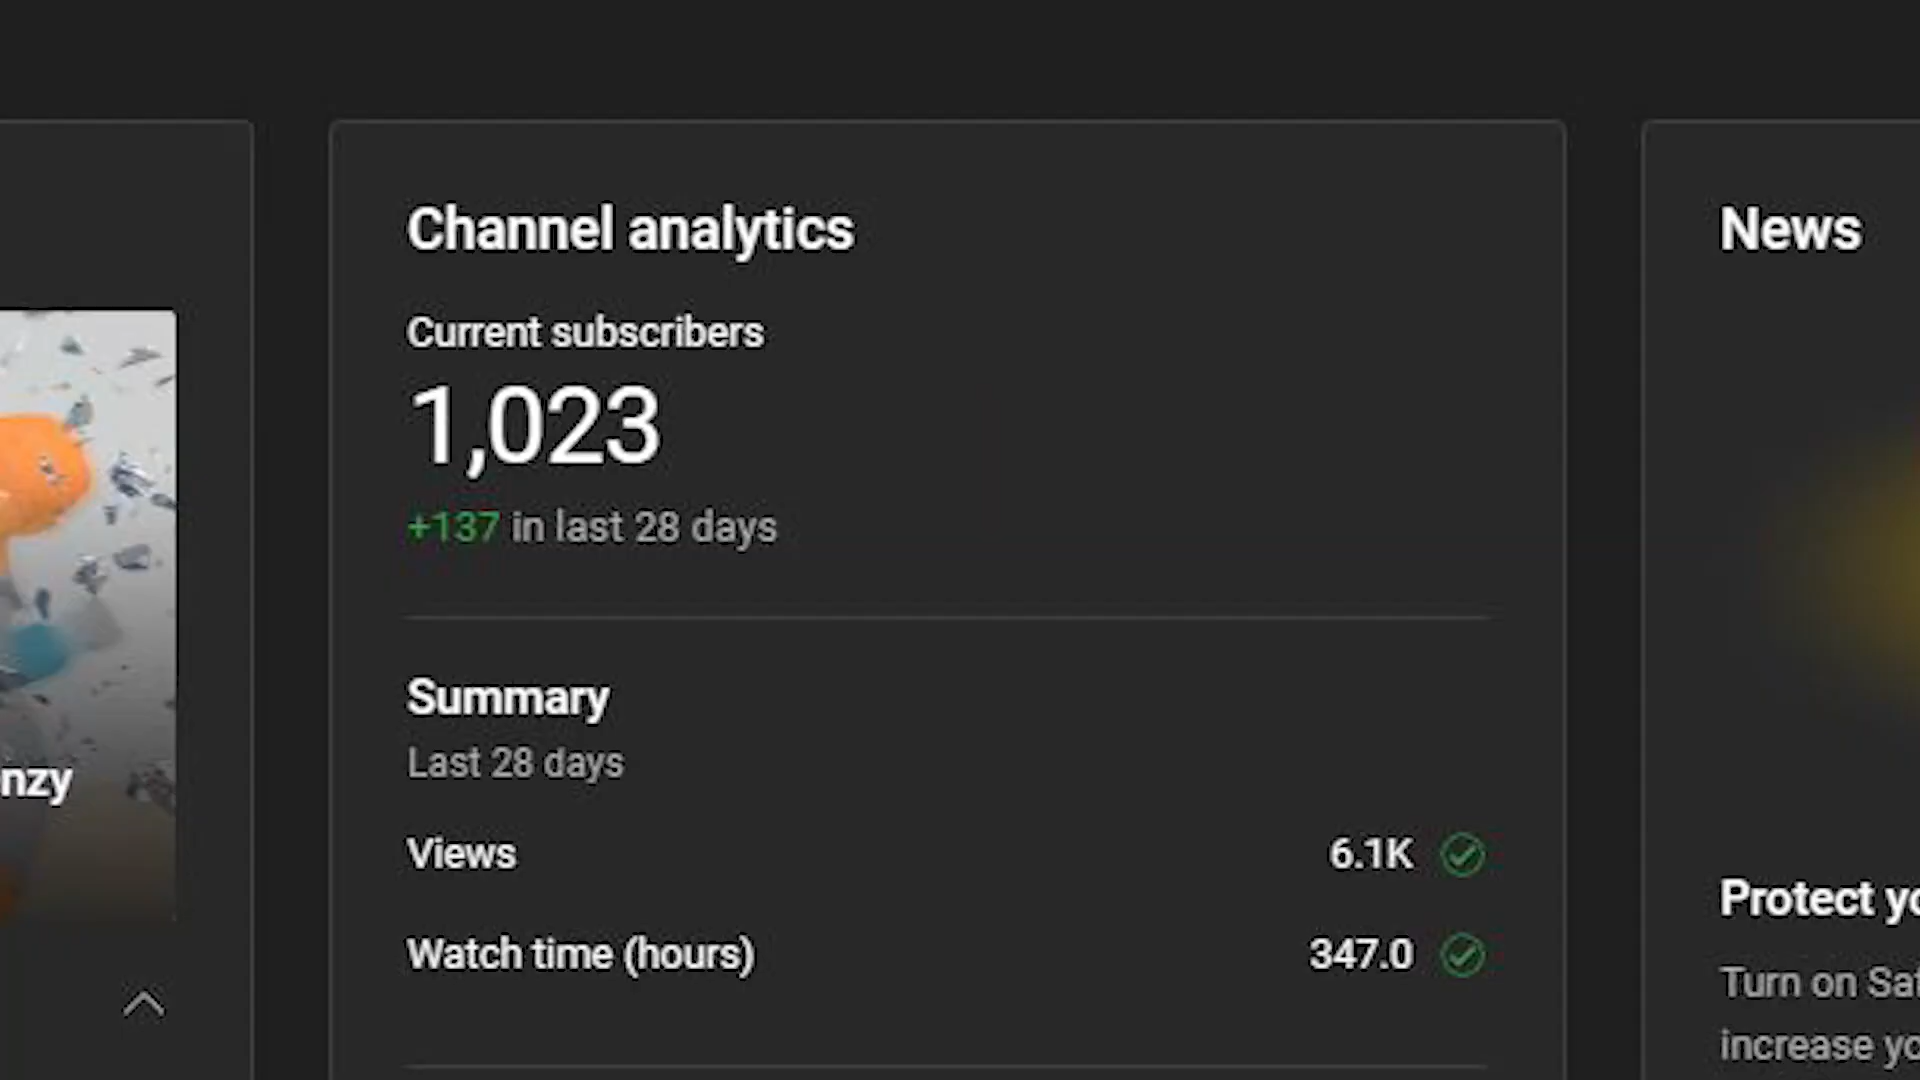 nzy
Channel analytics
Current subscribers
1,023
+137 in last 28 days
Summary
Last 28 days
Views 6.1K
Watch time (hours) 347.0
News
Protect yo
Turn on Saf
increase yo